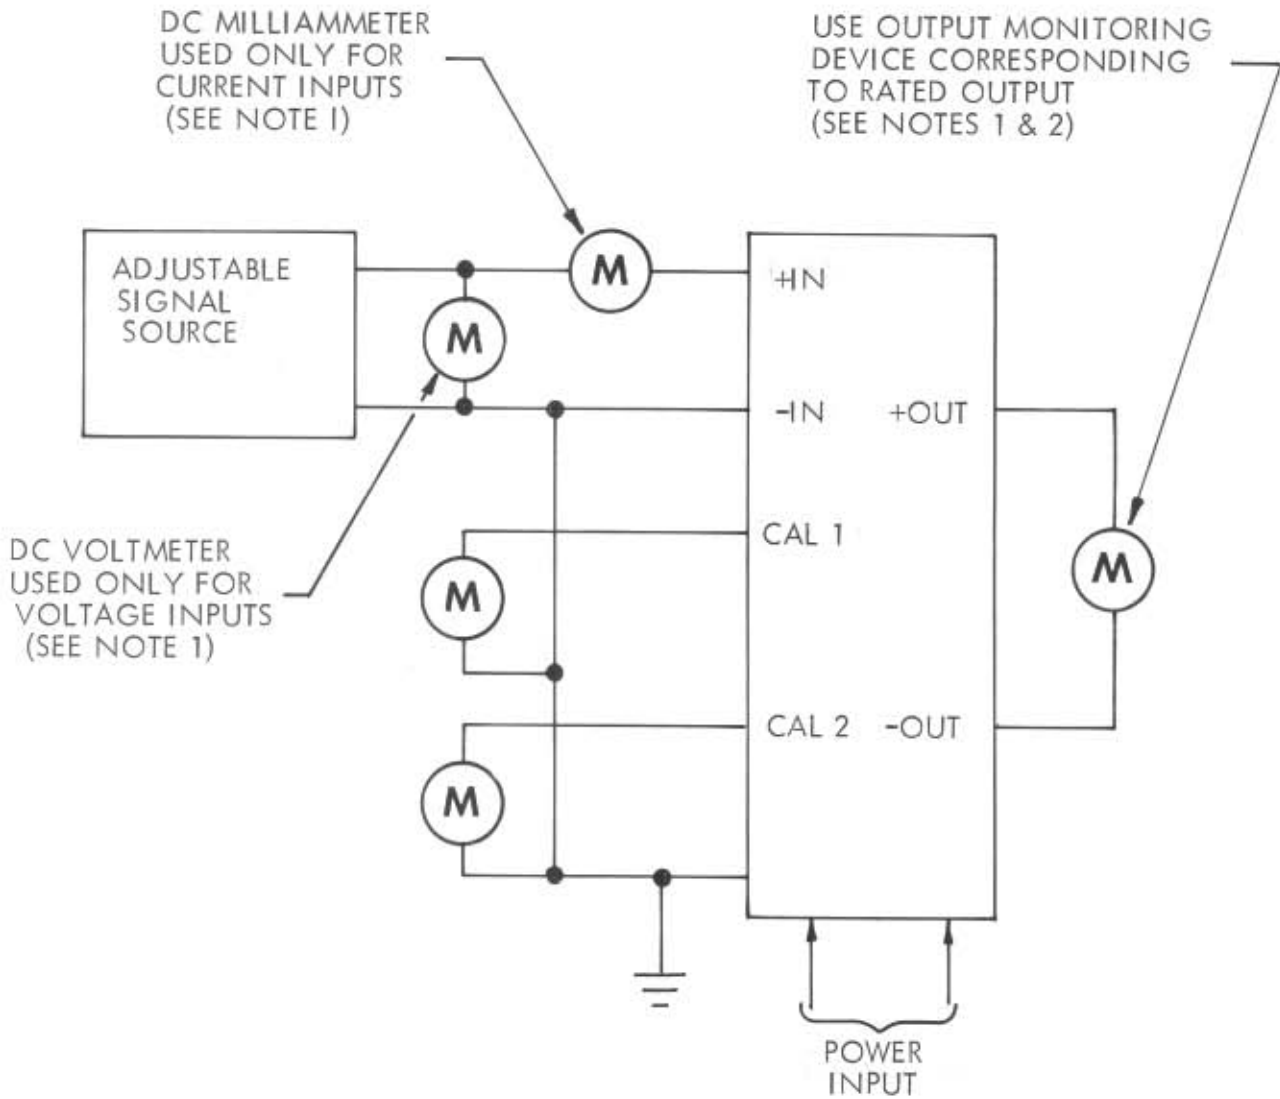 DC MILLIAMMETER
USED ONLY FOR
CURRENT INPUTS
(SEE NOTE I)
USE OUTPUT MONITORING
DEVICE CORRESPONDING
TO RATED OUTPUT
(SEE NOTES 1 & 2)
ADJUSTABLE
SIGNAL
SOURCE
M
+IN
M
-IN
+OUT
DC VOLTMETER
USED ONLY FOR
VOLTAGE INPUTS
(SEE NOTE 1)
CAL 1
M
M
CAL 2
-OUT
M
POWER
INPUT